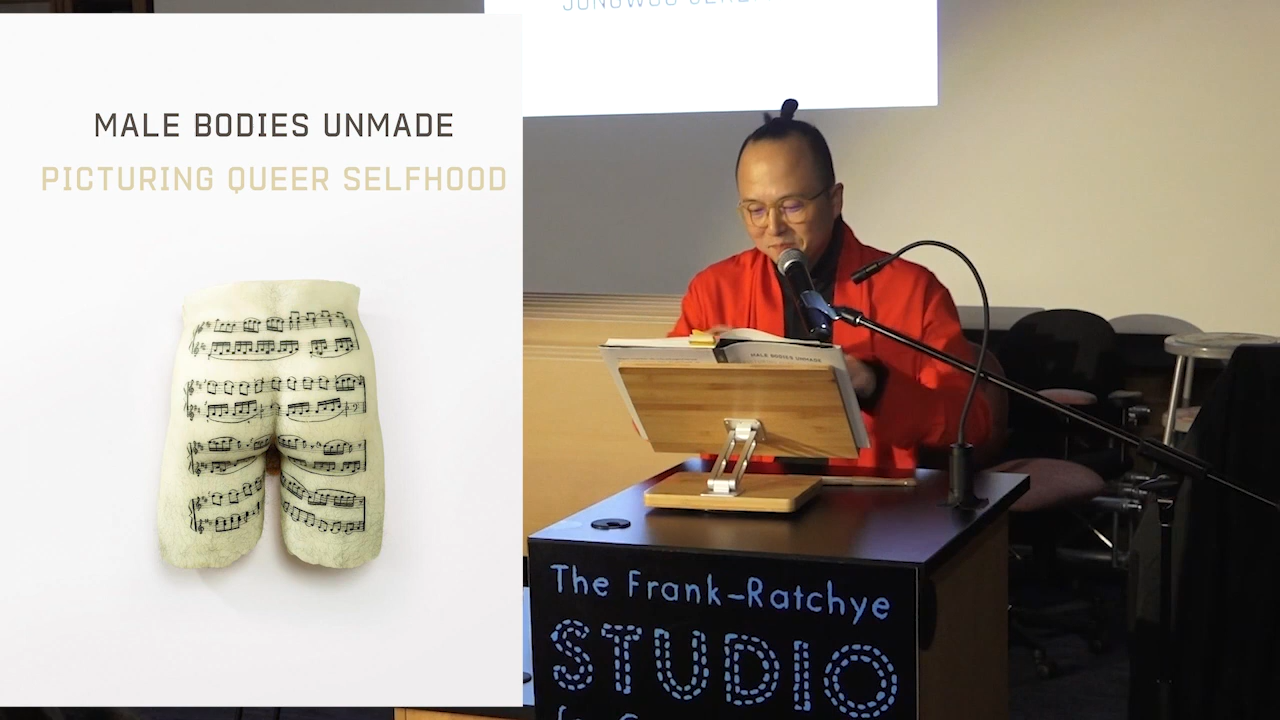 MALE BODIES UNMADE
PICTURING QUEER SELFHOOD
MALE BODIES UNMADE
The Frank-Ratchye
STUDIO